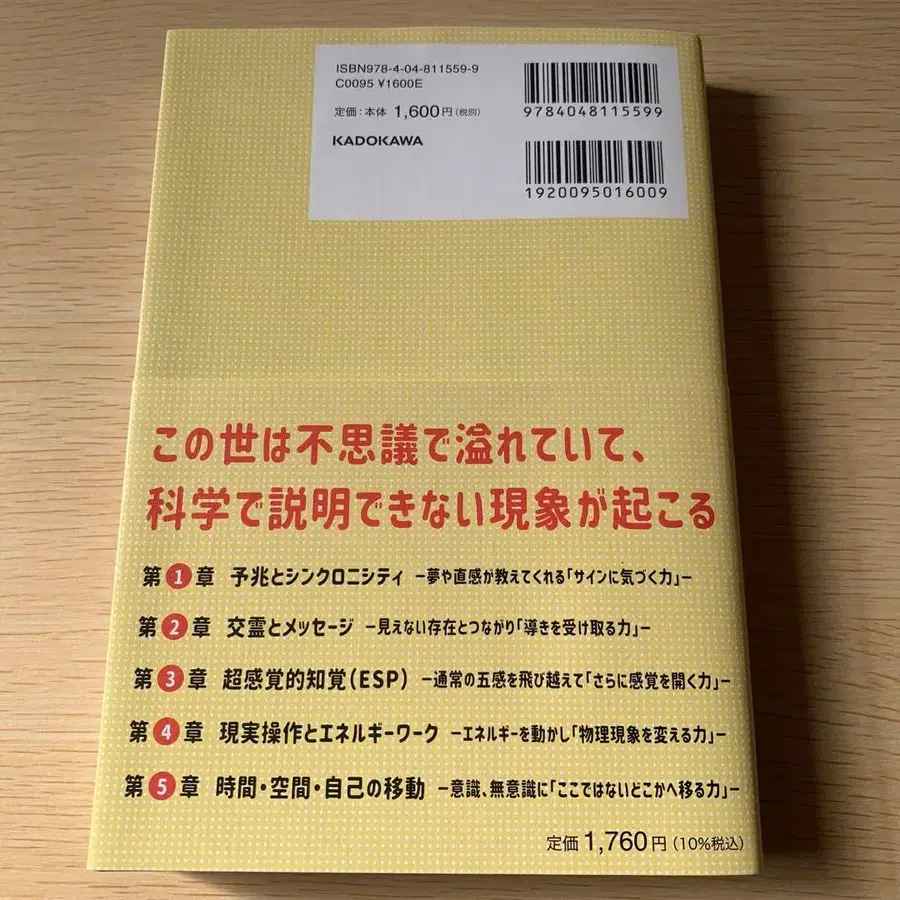 ISBN978-4-04-811559-9
C0095 ¥1600E
定価:本体 1,600円(税別)
KADOKAWA
9784048115599
1920095016009
この世は不思議で溢れていて、
科学で説明できない現象が起こる
第1章 予兆とシンクロニシティ ー夢や直感が教えてくれる「サインに気づく力」ー
第2章 交霊とメッセージ ー見えない存在とつながり「導きを受け取る力」ー
第3章 超感覚的知覚(ESP) ー通常の五感を飛び越えて「さらに感覚を開く力」ー
第4章 現実操作とエネルギーワーク ーエネルギーを動かし「物理現象を変える力」ー
第5章 時間・空間・自己の移動 ー意識、無意識に「ここではないどこかへ移る力」ー
定価 1,760円(10%税込)